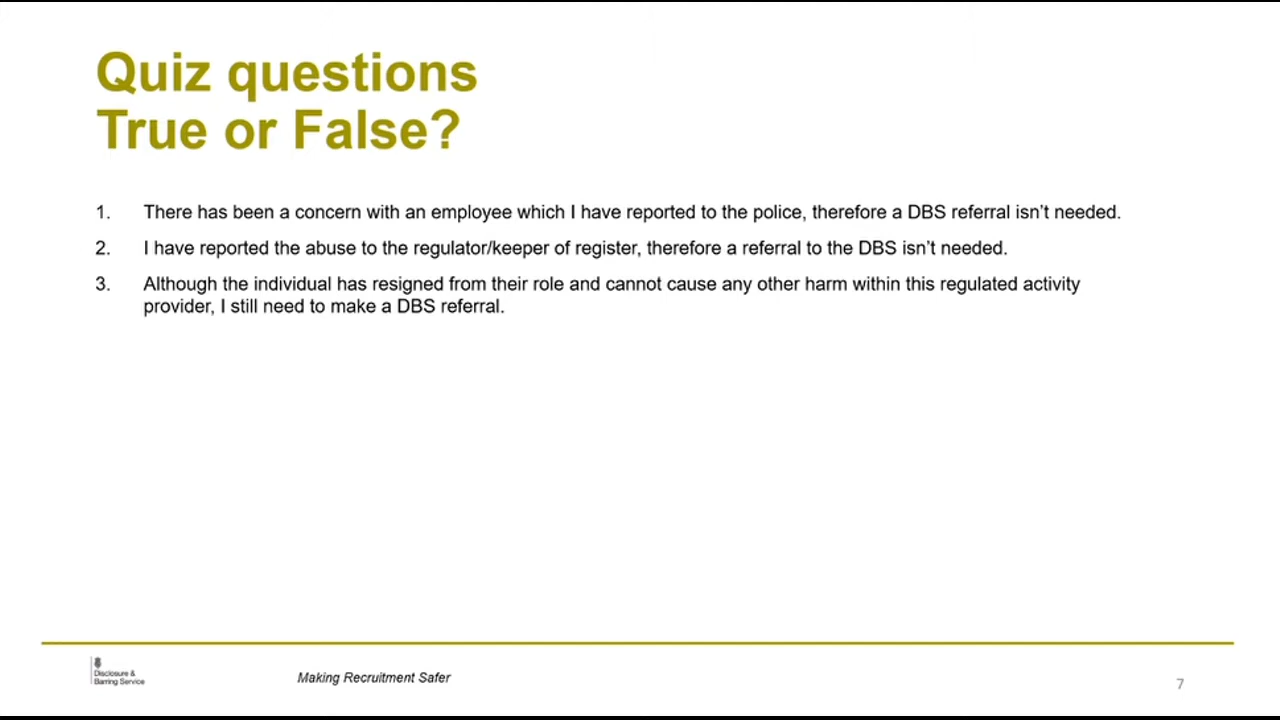 Quiz questions
True or False?
1. There has been a concern with an employee which I have reported to the police, therefore a DBS referral isn't needed.
2. I have reported the abuse to the regulator/keeper of register, therefore a referral to the DBS isn't needed.
3. Although the individual has resigned from their role and cannot cause any other harm within this regulated activity
provider, I still need to make a DBS referral.
Disclosure &
Barring Service
Making Recruitment Safer
7